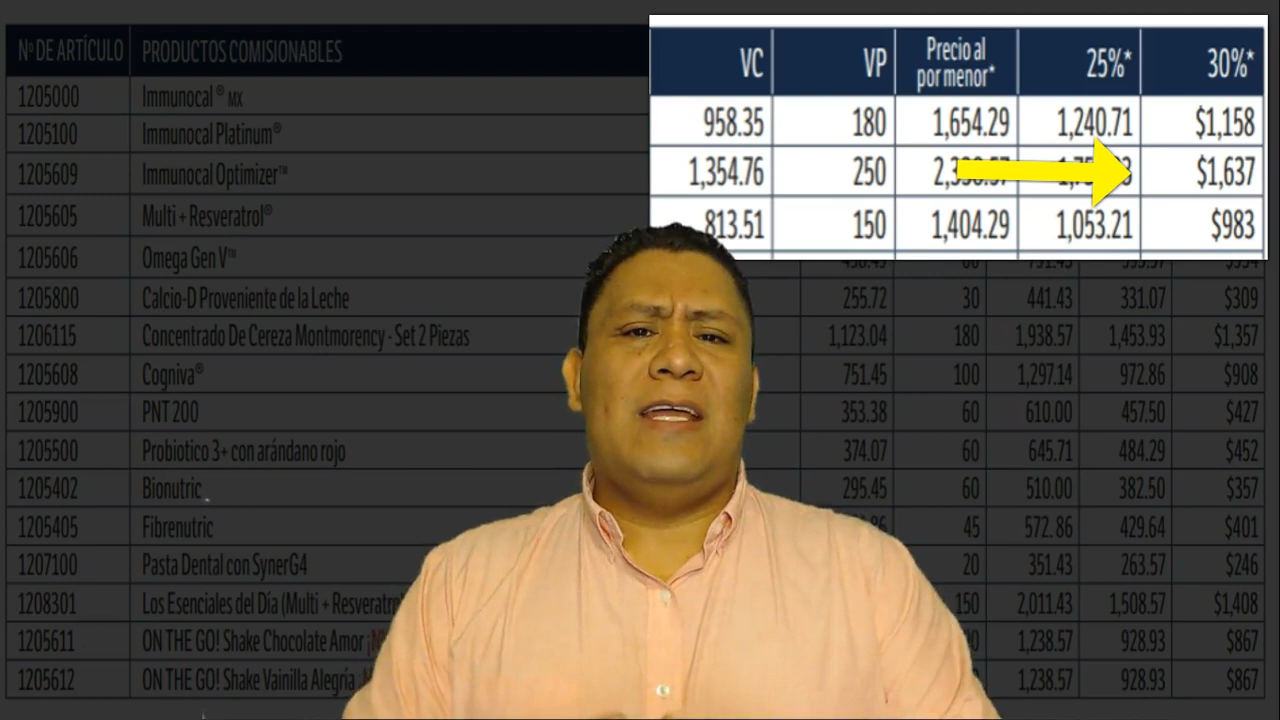 Nº DE ARTÍCULO PRODUCTOS COMISIONABLES VC VP Precio al por menor* 25%* 30%*
1205000 Immunocal® MX 958.35 180 1,654.29 1,240.71 $1,158
1205100 Immunocal Platinum® 1,354.76 250 $1,637
1205609 Immunocal Optimizer™ 813.51 150 1,404.29 1,053.21 $983
1205605 Multi + Resveratrol®
1205606 Omega Gen V™
1205800 Calcio-D Proveniente de la Leche 255.72 30 441.43 331.07 $309
1206115 Concentrado De Cereza Montmorency - Set 2 Piezas 1,123.04 180 1,938.57 1,453.93 $1,357
1205608 Cogniva® 751.45 100 1,297.14 972.86 $908
1205900 PNT 200 353.38 60 610.00 457.50 $427
1205500 Probiotico 3+ con arándano rojo 374.07 60 645.71 484.29 $452
1205402 Bionutric 295.45 60 510.00 382.50 $357
1205405 Fibrenutric 45 572.86 429.64 $401
1207100 Pasta Dental con SynerG4 20 351.43 263.57 $246
1208301 Los Esenciales del Día (Multi + Resveratrol 150 2,011.43 1,508.57 $1,408
1205611 ON THE GO! Shake Chocolate Amor 1,238.57 928.93 $867
1205612 ON THE GO! Shake Vainilla Alegría 1,238.57 928.93 $867